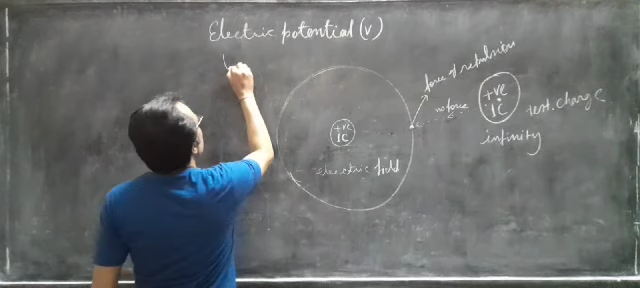 Electric potential (v)
force of repulsion
+ve
1C
no force
+ve
1C
test charge
infinity
electric field